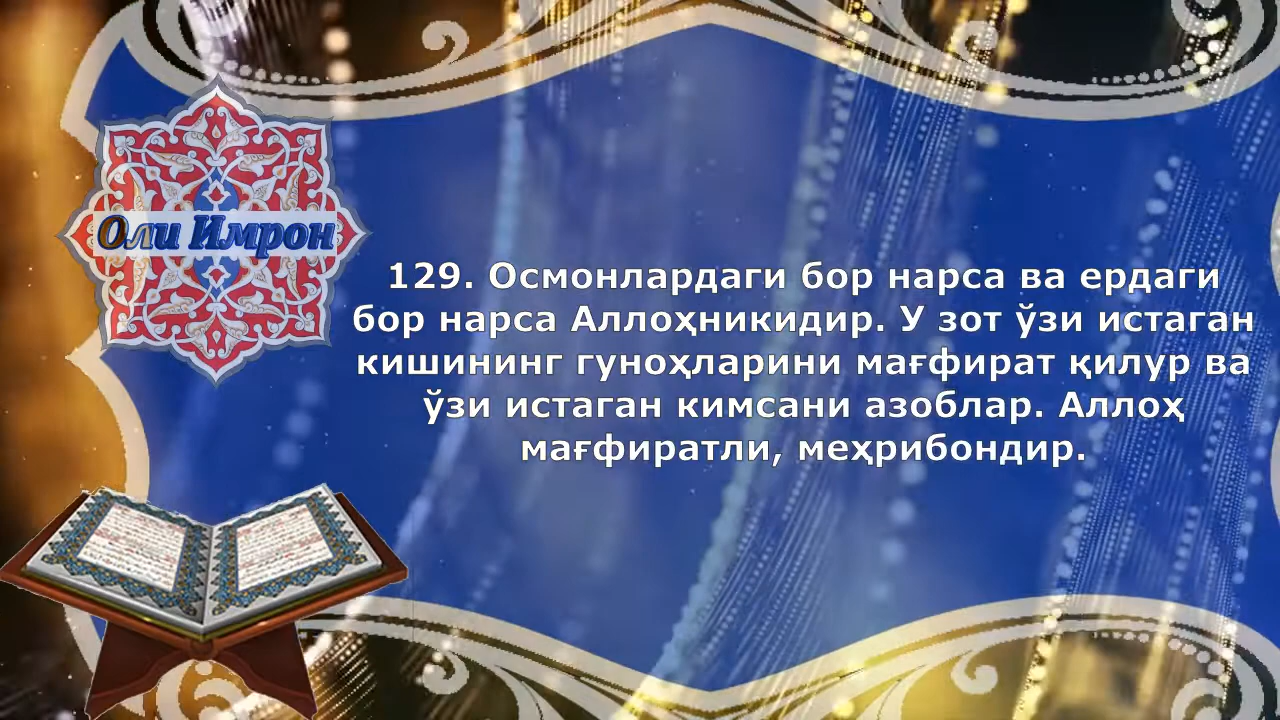 Оли Имрон
129. Осмонлардаги бор нарса ва ердаги
бор нарса Аллоҳникидир. У зот ўзи истаган
кишининг гуноҳларини мағфират қилур ва
ўзи истаган кимсани азоблар. Аллоҳ
мағфиратли, меҳрибондир.